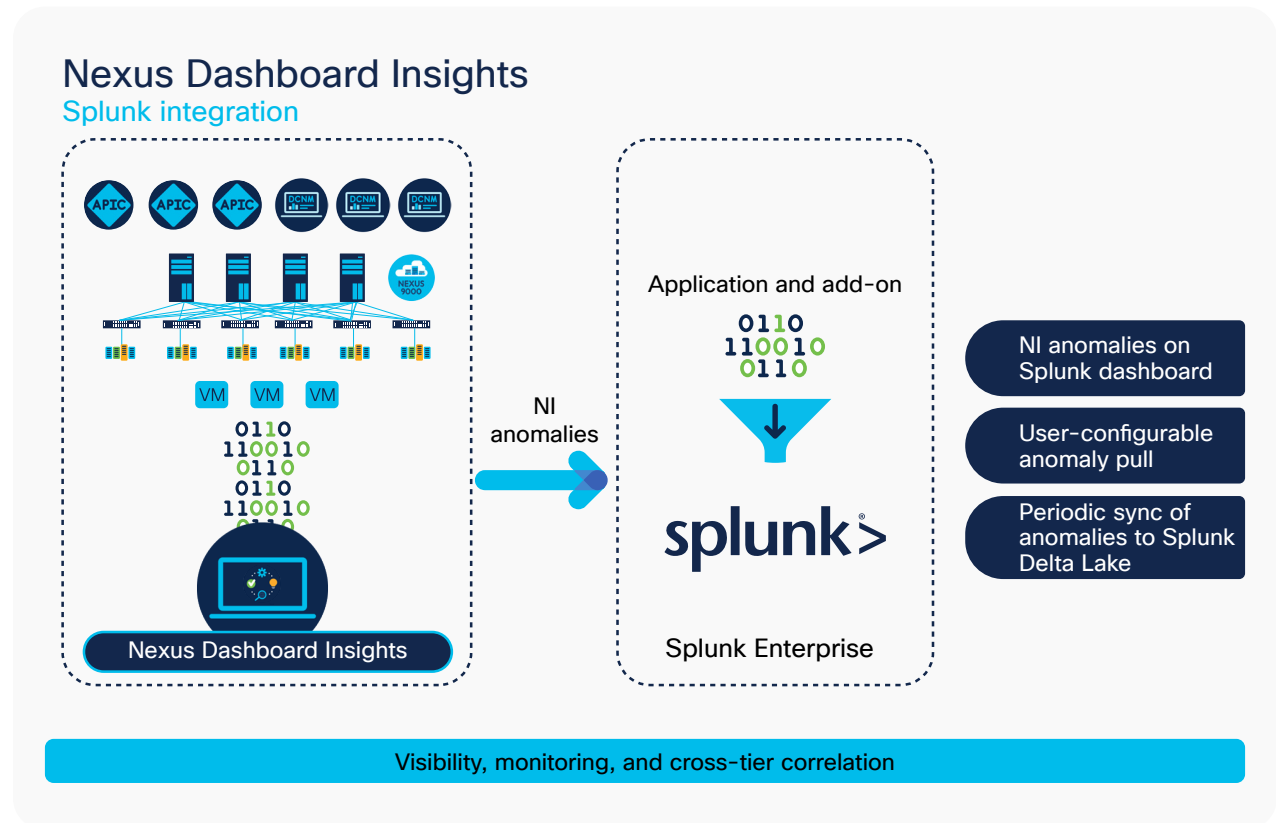 Nexus Dashboard Insights
Splunk integration
APIC
APIC
APIC
DCNM
DCNM
DCNM
NEXUS
9000
VM
VM
VM
0110
110010
0110
0110
110010
Nexus Dashboard Insights
NI
anomalies
Application and add-on
0110
110010
0110
splunk>
®
Splunk Enterprise
NI anomalies on
Splunk dashboard
User-configurable
anomaly pull
Periodic sync of
anomalies to Splunk
Delta Lake
Visibility, monitoring, and cross-tier correlation